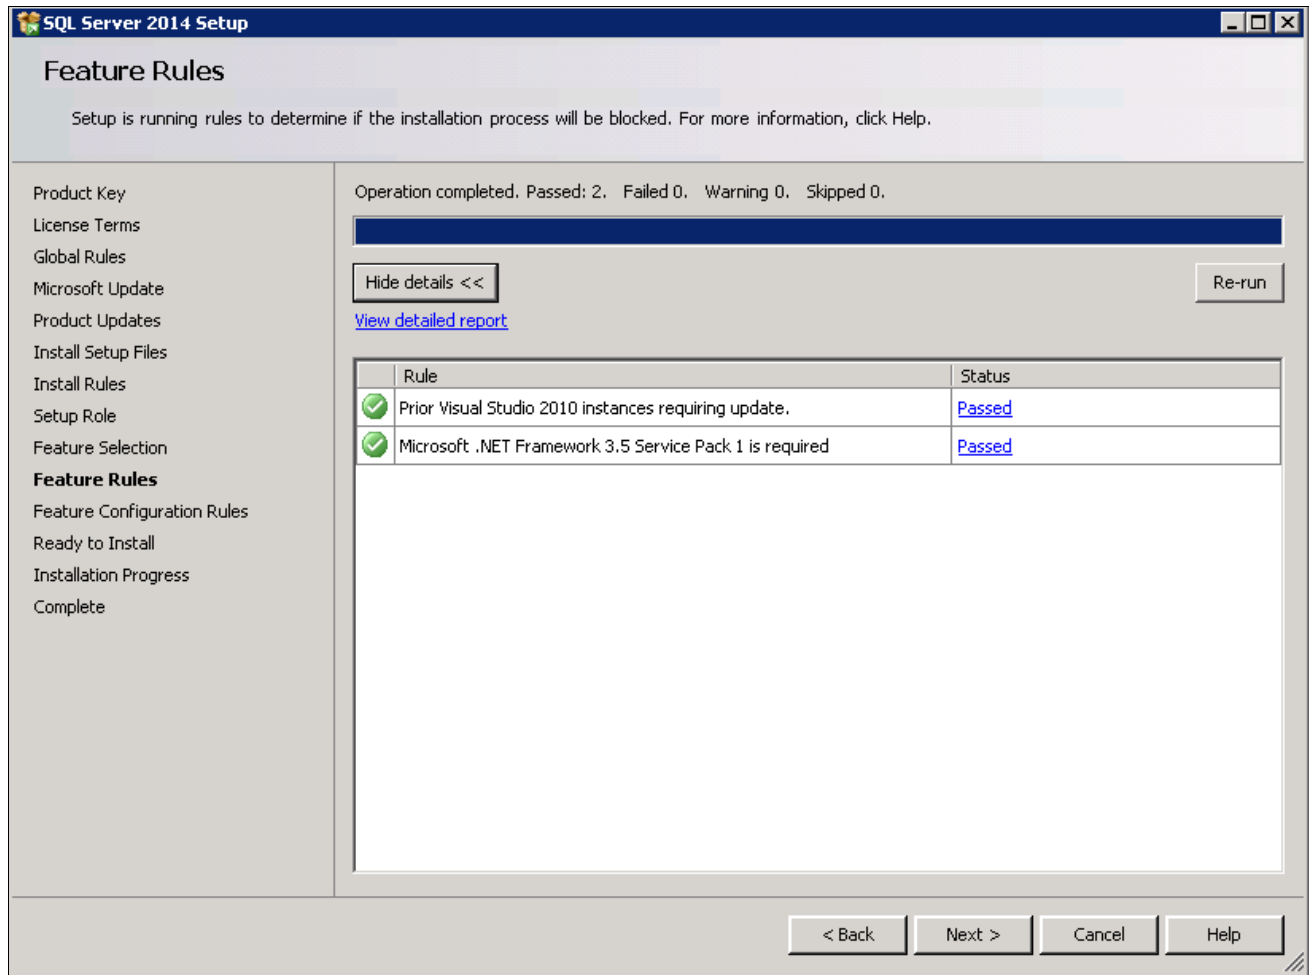 SQL Server 2014 Setup
Feature Rules
Setup is running rules to determine if the installation process will be blocked. For more information, click Help.
Product Key
License Terms
Global Rules
Microsoft Update
Product Updates
Install Setup Files
Install Rules
Setup Role
Feature Selection
Feature Rules
Feature Configuration Rules
Ready to Install
Installation Progress
Complete
Operation completed. Passed: 2. Failed 0. Warning 0. Skipped 0.
Hide details << Re-run
View detailed report
Rule Status
Prior Visual Studio 2010 instances requiring update. Passed
Microsoft .NET Framework 3.5 Service Pack 1 is required Passed
< Back Next > Cancel Help